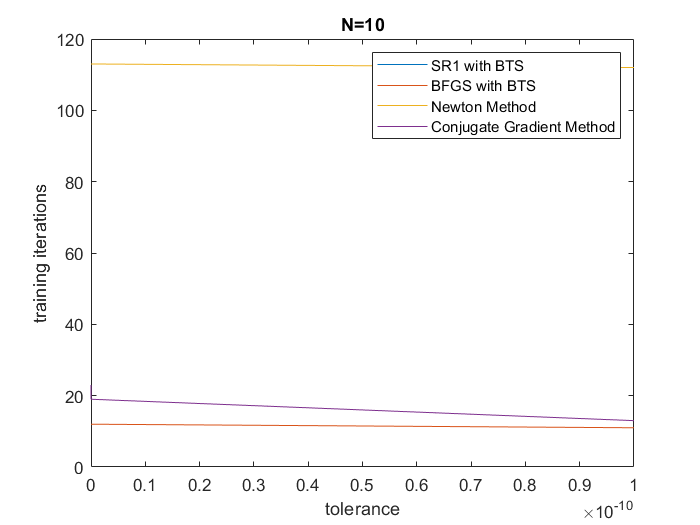 N=10
120
100
80
60
40
20
0
training iterations
SR1 with BTS
BFGS with BTS
Newton Method
Conjugate Gradient Method
0 0.1 0.2 0.3 0.4 0.5 0.6 0.7 0.8 0.9 1
tolerance
×10^-10